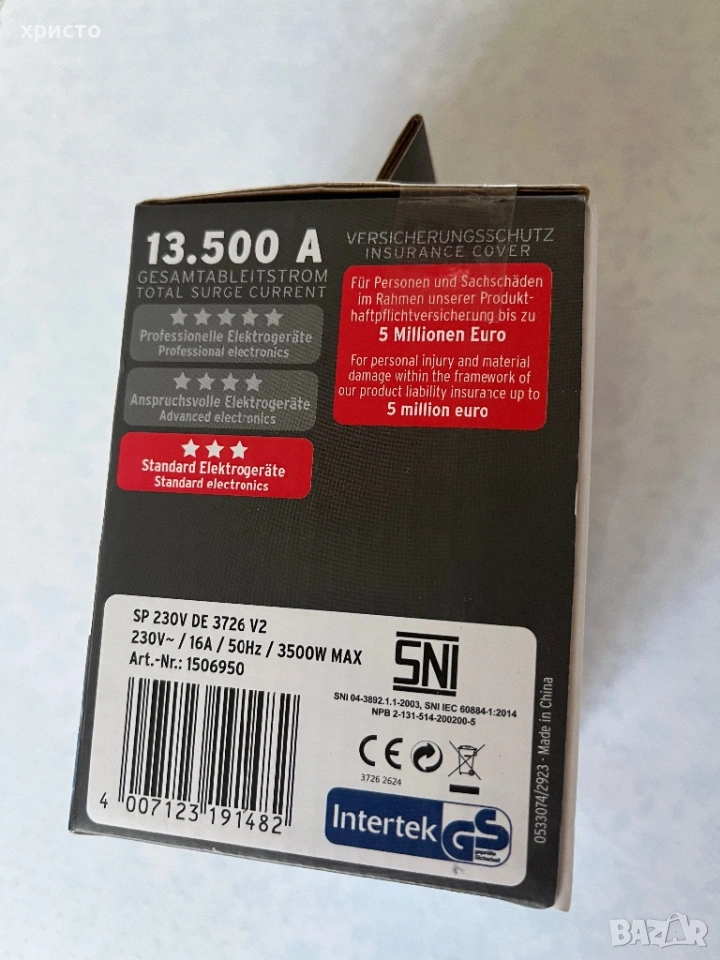 христо
13.500 A
GESAMTABLEITSTROM
TOTAL SURGE CURRENT
Professionelle Elektrogeräte
Professional electronics
Anspruchsvolle Elektrogeräte
Advanced electronics
Standard Elektrogeräte
Standard electronics
VERSICHERUNGSSCHUTZ
INSURANCE COVER
Für Personen und Sachschäden
im Rahmen unserer Produkt-
haftpflichtversicherung bis zu
5 Millionen Euro
For personal injury and material
damage within the framework of
our product liability insurance up to
5 million euro
SP 230V DE 3726 V2
230V~ / 16A / 50Hz / 3500W MAX
Art.-Nr.: 1506950
SNI
SNI 04-3892.1.1-2003, SNI IEC 60884-1:2014
NPB 2-131-514-200200-5
CE
3726 2624
4 007123 191482
Intertek
GS
geprüfte
Sicherheit
0533074/2923 · Made in China
BAZAR